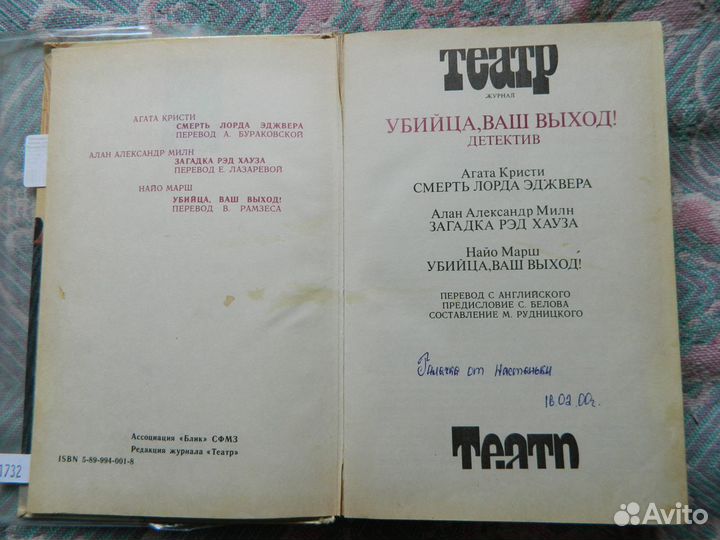 АГАТА КРИСТИ
СМЕРТЬ ЛОРДА ЭДЖВЕРА
ПЕРЕВОД А. БУРАКОВСКОЙ
АЛАН АЛЕКСАНДР МИЛН
ЗАГАДКА РЭД ХАУЗА
ПЕРЕВОД Е. ЛАЗАРЕВОЙ
НАЙО МАРШ
УБИЙЦА, ВАШ ВЫХОД!
ПЕРЕВОД В. РАМЗЕСА
Ассоциация «Блик» СФМЗ
Редакция журнала «Театр»
ISBN 5-89-994-001-8
1732
Театр
ЖУРНАЛ
УБИЙЦА, ВАШ ВЫХОД!
ДЕТЕКТИВ
Агата Кристи
СМЕРТЬ ЛОРДА ЭДЖВЕРА
Алан Александр Милн
ЗАГАДКА РЭД ХАУЗА
Найо Марш
УБИЙЦА, ВАШ ВЫХОД!
ПЕРЕВОД С АНГЛИЙСКОГО
ПРЕДИСЛОВИЕ С. БЕЛОВА
СОСТАВЛЕНИЕ М. РУДНИЦКОГО
от Настеньки
18.02.00г.
Театр
Avito